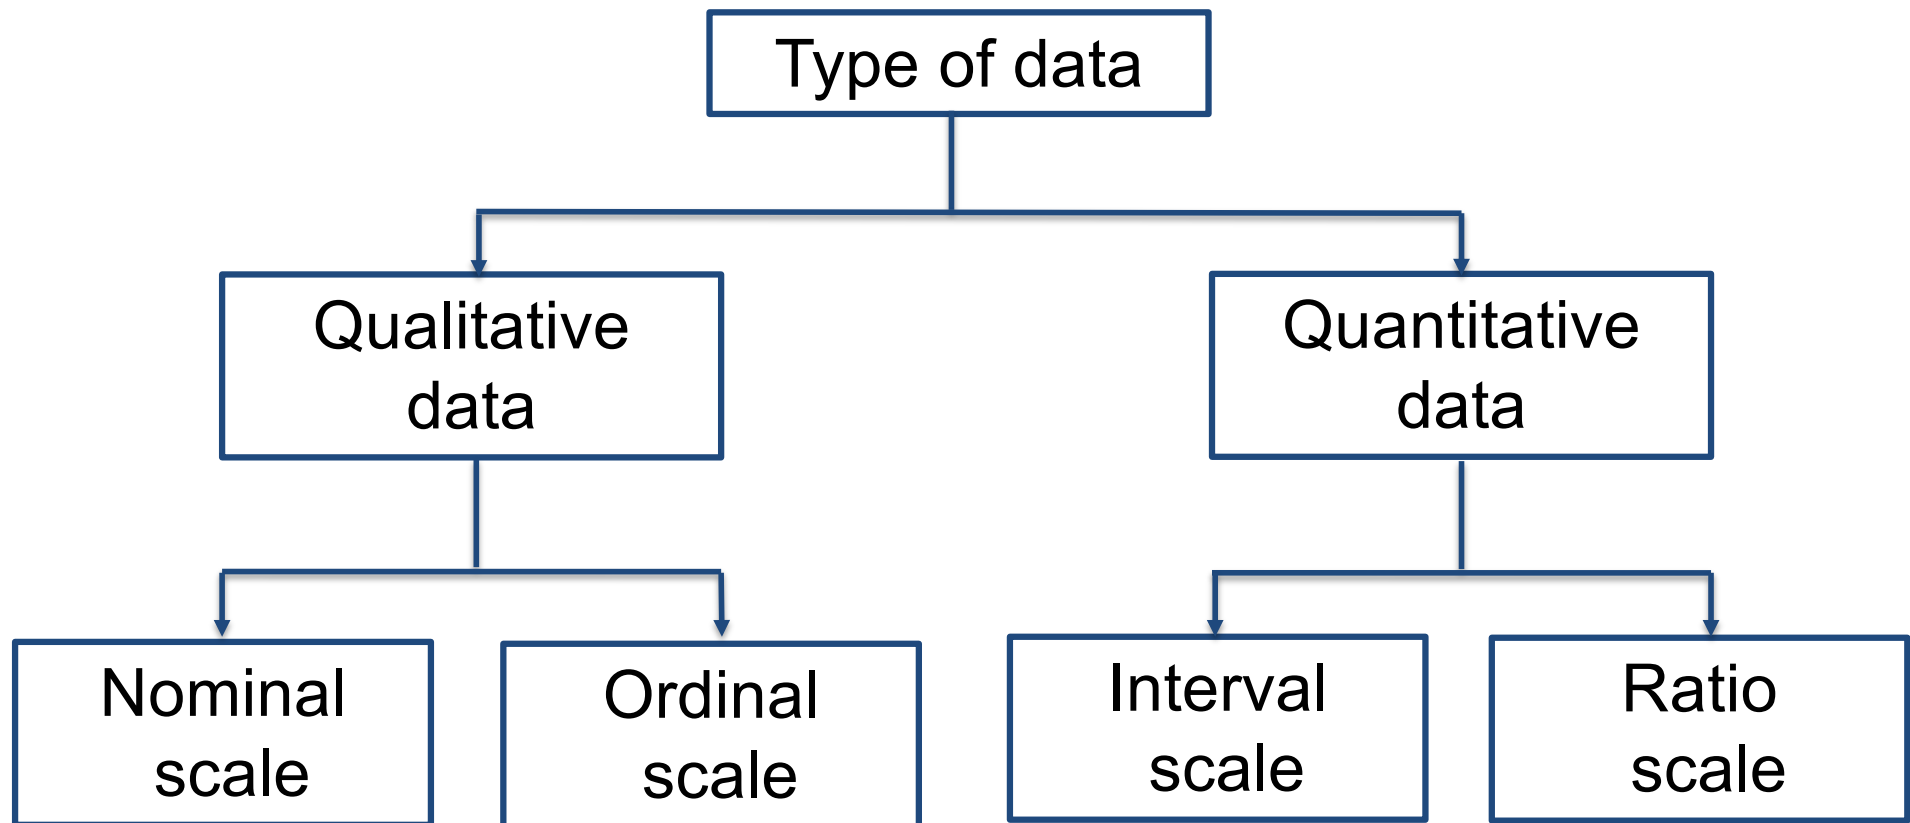 Type of data
Qualitative
data
Quantitative
data
Nominal
scale
Ordinal
scale
Interval
scale
Ratio
scale